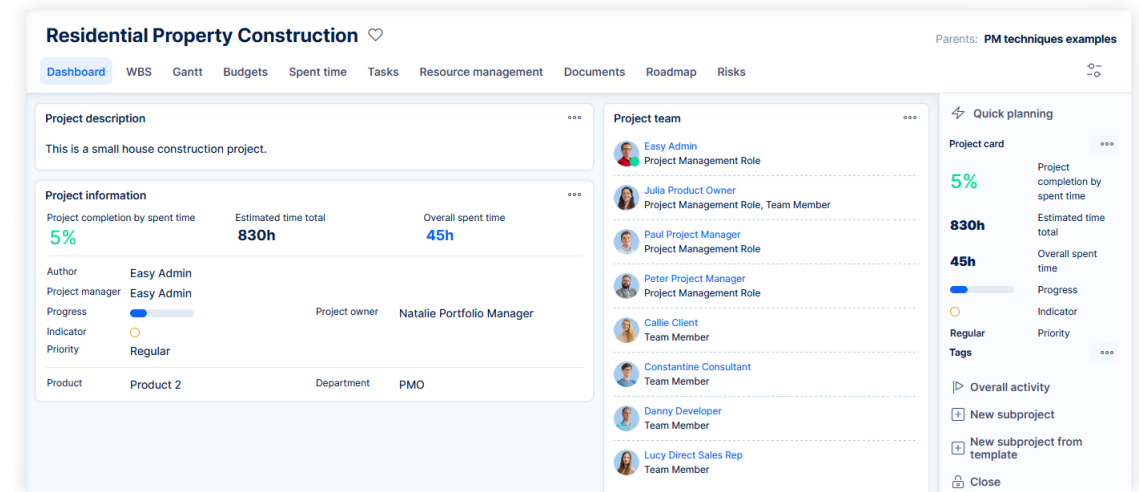 Residential Property Construction
Parents: PM techniques examples
Dashboard WBS Gantt Budgets Spent time Tasks Resource management Documents Roadmap Risks
Project description
This is a small house construction project.
Project information
Project completion by spent time Estimated time total Overall spent time
5% 830h 45h
Author Easy Admin
Project manager Easy Admin
Progress Project owner Natalie Portfolio Manager
Indicator
Priority Regular
Product Product 2 Department PMO
Project team
Easy Admin
Project Management Role
Julia Product Owner
Project Management Role, Team Member
Paul Project Manager
Project Management Role
Peter Project Manager
Project Management Role
Callie Client
Team Member
Constantine Consultant
Team Member
Danny Developer
Team Member
Lucy Direct Sales Rep
Team Member
Quick planning
Project card
5% Project
completion by
spent time
830h Estimated time
total
45h Overall spent
time
Progress
Indicator
Regular Priority
Tags
Overall activity
New subproject
New subproject from
template
Close